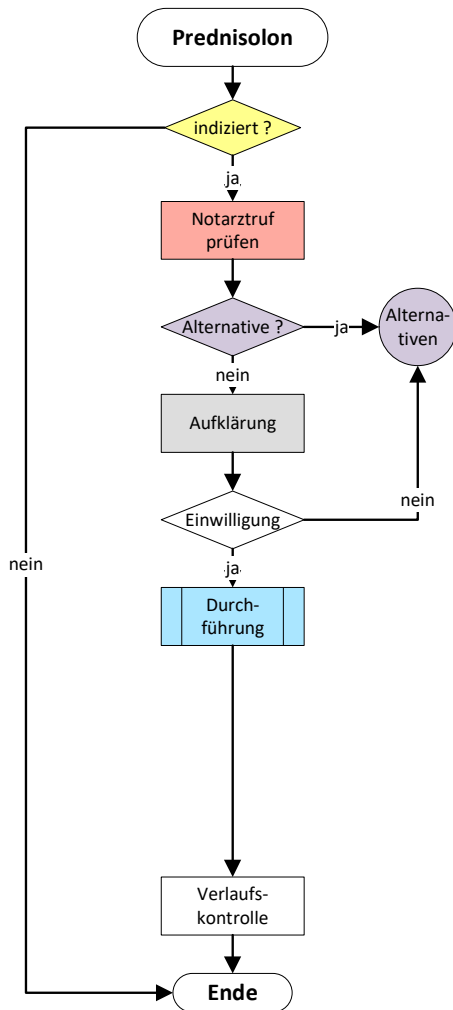 Prednisolon
indiziert ?
ja
Notarztruf
prüfen
Alternative ?
ja
Alterna-
tiven
nein
Aufklärung
Einwilligung
nein
nein
ja
Durch-
führung
Verlaufs-
kontrolle
Ende